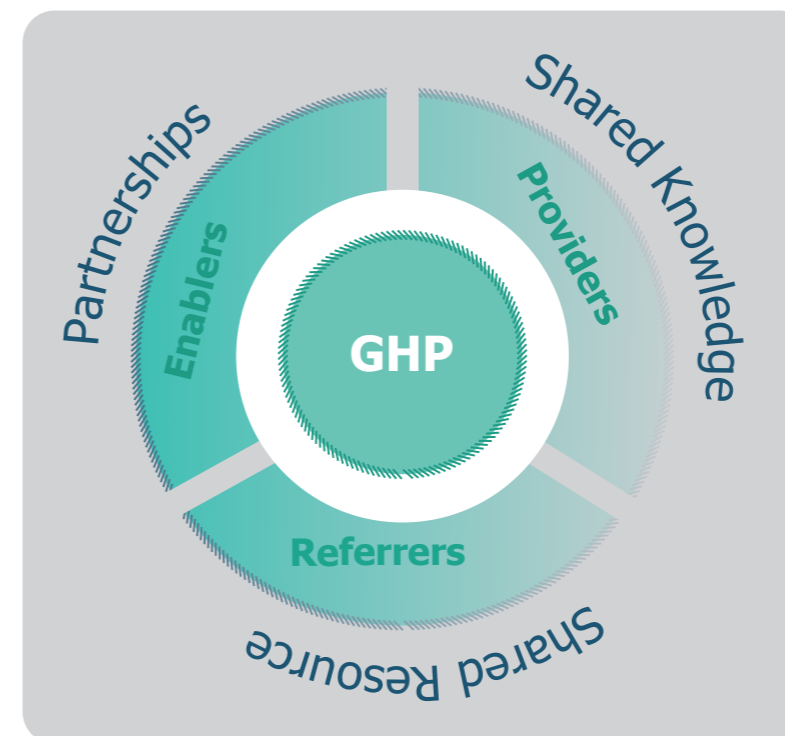 Partnerships
Shared Knowledge
Enablers
Providers
GHP
Referrers
Shared Resource